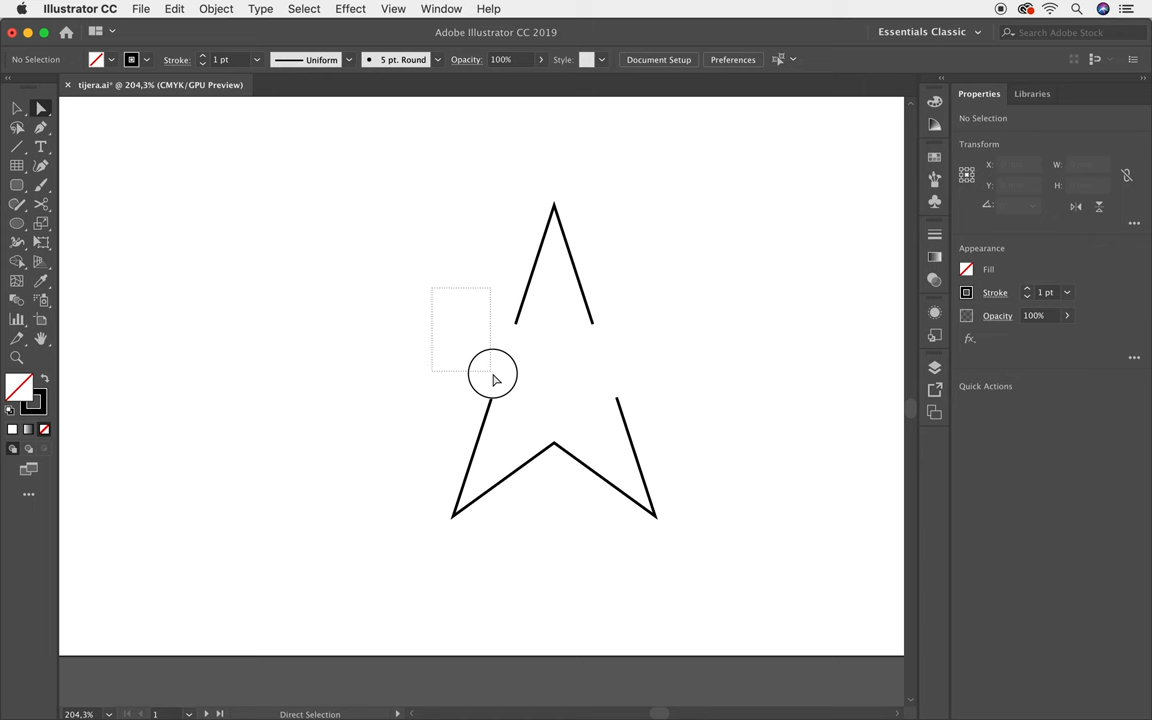 Illustrator CC File Edit Object Type Select Effect View Window Help
Adobe Illustrator CC 2019
Essentials Classic
Search Adobe Stock
No Selection
Stroke:
1 pt
Uniform
5 pt. Round
Opacity:
100%
Style:
Document Setup
Preferences
× tijera.ai* @ 204,3% (CMYK/GPU Preview)
Properties
Libraries
No Selection
Transform
X:
W:
Y:
H:
Appearance
Fill
Stroke
1 pt
Opacity
100%
fx.
Quick Actions
204,3%
1
Direct Selection